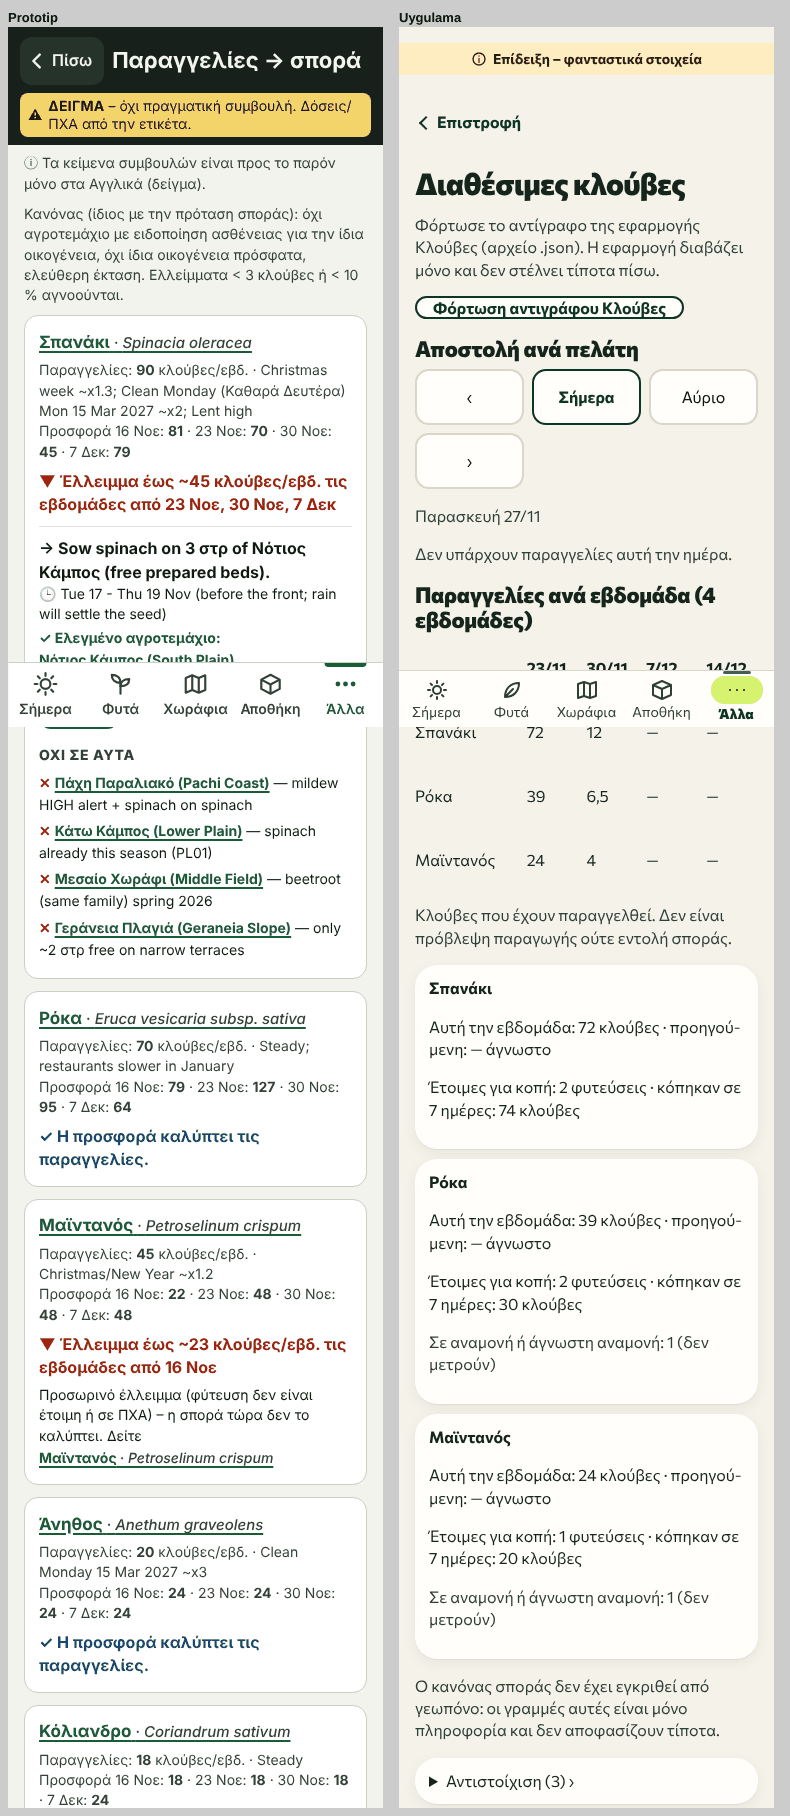 Prototip
Πίσω
Παραγγελίες → σπορά
ΔΕΙΓΜΑ – όχι πραγματική συμβουλή. Δόσεις/
ΠΧΑ από την ετικέτα.
ⓘ Τα κείμενα συμβουλών είναι προς το παρόν
μόνο στα Αγγλικά (δείγμα).
Κανόνας (ίδιος με την πρόταση σποράς): όχι
αγροτεμάχιο με ειδοποίηση ασθένειας για την ίδια
οικογένεια, όχι ίδια οικογένεια πρόσφατα,
ελεύθερη έκταση. Ελλείμματα < 3 κλούβες ή < 10
% αγνοούνται.
Σπανάκι · Spinacia oleracea
Παραγγελίες: 90 κλούβες/εβδ. · Christmas
week ~x1.3; Clean Monday (Καθαρά Δευτέρα)
Mon 15 Mar 2027 ~x2; Lent high
Προσφορά 16 Νοε: 81 · 23 Νοε: 70 · 30 Νοε:
45 · 7 Δεκ: 79
▼ Έλλειμμα έως ~45 κλούβες/εβδ. τις
εβδομάδες από 23 Νοε, 30 Νοε, 7 Δεκ
→ Sow spinach on 3 στρ of Νότιος
Κάμπος (free prepared beds).
🕒 Tue 17 - Thu 19 Nov (before the front; rain
will settle the seed)
✓ Ελεγμένο αγροτεμάχιο:
Νότιος Κάμπος (South Plain)
Σήμερα
Φυτά
Χωράφια
Αποθήκη
Άλλα
ΟΧΙ ΣΕ ΑΥΤΑ
✕ Πάχη Παραλιακό (Pachi Coast) — mildew
HIGH alert + spinach on spinach
✕ Κάτω Κάμπος (Lower Plain) — spinach
already this season (PL01)
✕ Μεσαίο Χωράφι (Middle Field) — beetroot
(same family) spring 2026
✕ Γεράνεια Πλαγιά (Geraneia Slope) — only
~2 στρ free on narrow terraces
Ρόκα · Eruca vesicaria subsp. sativa
Παραγγελίες: 70 κλούβες/εβδ. · Steady;
restaurants slower in January
Προσφορά 16 Νοε: 79 · 23 Νοε: 127 · 30 Νοε:
95 · 7 Δεκ: 64
✓ Η προσφορά καλύπτει τις
παραγγελίες.
Μαϊντανός · Petroselinum crispum
Παραγγελίες: 45 κλούβες/εβδ. ·
Christmas/New Year ~x1.2
Προσφορά 16 Νοε: 22 · 23 Νοε: 48 · 30 Νοε:
48 · 7 Δεκ: 48
▼ Έλλειμμα έως ~23 κλούβες/εβδ. τις
εβδομάδες από 16 Νοε
Προσωρινό έλλειμμα (φύτευση δεν είναι
έτοιμη ή σε ΠΧΑ) – η σπορά τώρα δεν το
καλύπτει. Δείτε
Μαϊντανός · Petroselinum crispum
Άνηθος · Anethum graveolens
Παραγγελίες: 20 κλούβες/εβδ. · Clean
Monday 15 Mar 2027 ~x3
Προσφορά 16 Νοε: 24 · 23 Νοε: 24 · 30 Νοε:
24 · 7 Δεκ: 24
✓ Η προσφορά καλύπτει τις
παραγγελίες.
Κόλιανδρο · Coriandrum sativum
Παραγγελίες: 18 κλούβες/εβδ. · Steady
Προσφορά 16 Νοε: 18 · 23 Νοε: 18 · 30 Νοε: 18
· 7 Δεκ: 24
Uygulama
Επίδειξη – φανταστικά στοιχεία
Επιστροφή
Διαθέσιμες κλούβες
Φόρτωσε το αντίγραφο της εφαρμογής
Κλούβες (αρχείο .json). Η εφαρμογή διαβάζει
μόνο και δεν στέλνει τίποτα πίσω.
Φόρτωση αντιγράφου Κλούβες
Αποστολή ανά πελάτη
‹
Σήμερα
Αύριο
›
Παρασκευή 27/11
Δεν υπάρχουν παραγγελίες αυτή την ημέρα.
Παραγγελίες ανά εβδομάδα (4
εβδομάδες)
23/11 30/11 7/12 14/12
Σήμερα
Φυτά
Χωράφια
Αποθήκη
Άλλα
Σπανάκι 72 12 — —
Ρόκα 39 6,5 — —
Μαϊντανός 24 4 — —
Κλούβες που έχουν παραγγελθεί. Δεν είναι
πρόβλεψη παραγωγής ούτε εντολή σποράς.
Σπανάκι
Αυτή την εβδομάδα: 72 κλούβες · προηγού-
μενη: — άγνωστο
Έτοιμες για κοπή: 2 φυτεύσεις · κόπηκαν σε
7 ημέρες: 74 κλούβες
Ρόκα
Αυτή την εβδομάδα: 39 κλούβες · προηγού-
μενη: — άγνωστο
Έτοιμες για κοπή: 2 φυτεύσεις · κόπηκαν σε
7 ημέρες: 30 κλούβες
Σε αναμονή ή άγνωστη αναμονή: 1 (δεν
μετρούν)
Μαϊντανός
Αυτή την εβδομάδα: 24 κλούβες · προηγού-
μενη: — άγνωστο
Έτοιμες για κοπή: 1 φυτεύσεις · κόπηκαν σε
7 ημέρες: 20 κλούβες
Σε αναμονή ή άγνωστη αναμονή: 1 (δεν
μετρούν)
Ο κανόνας σποράς δεν έχει εγκριθεί από
γεωπόνο: οι γραμμές αυτές είναι μόνο
πληροφορία και δεν αποφασίζουν τίποτα.
▶ Αντιστοίχιση (3) ›